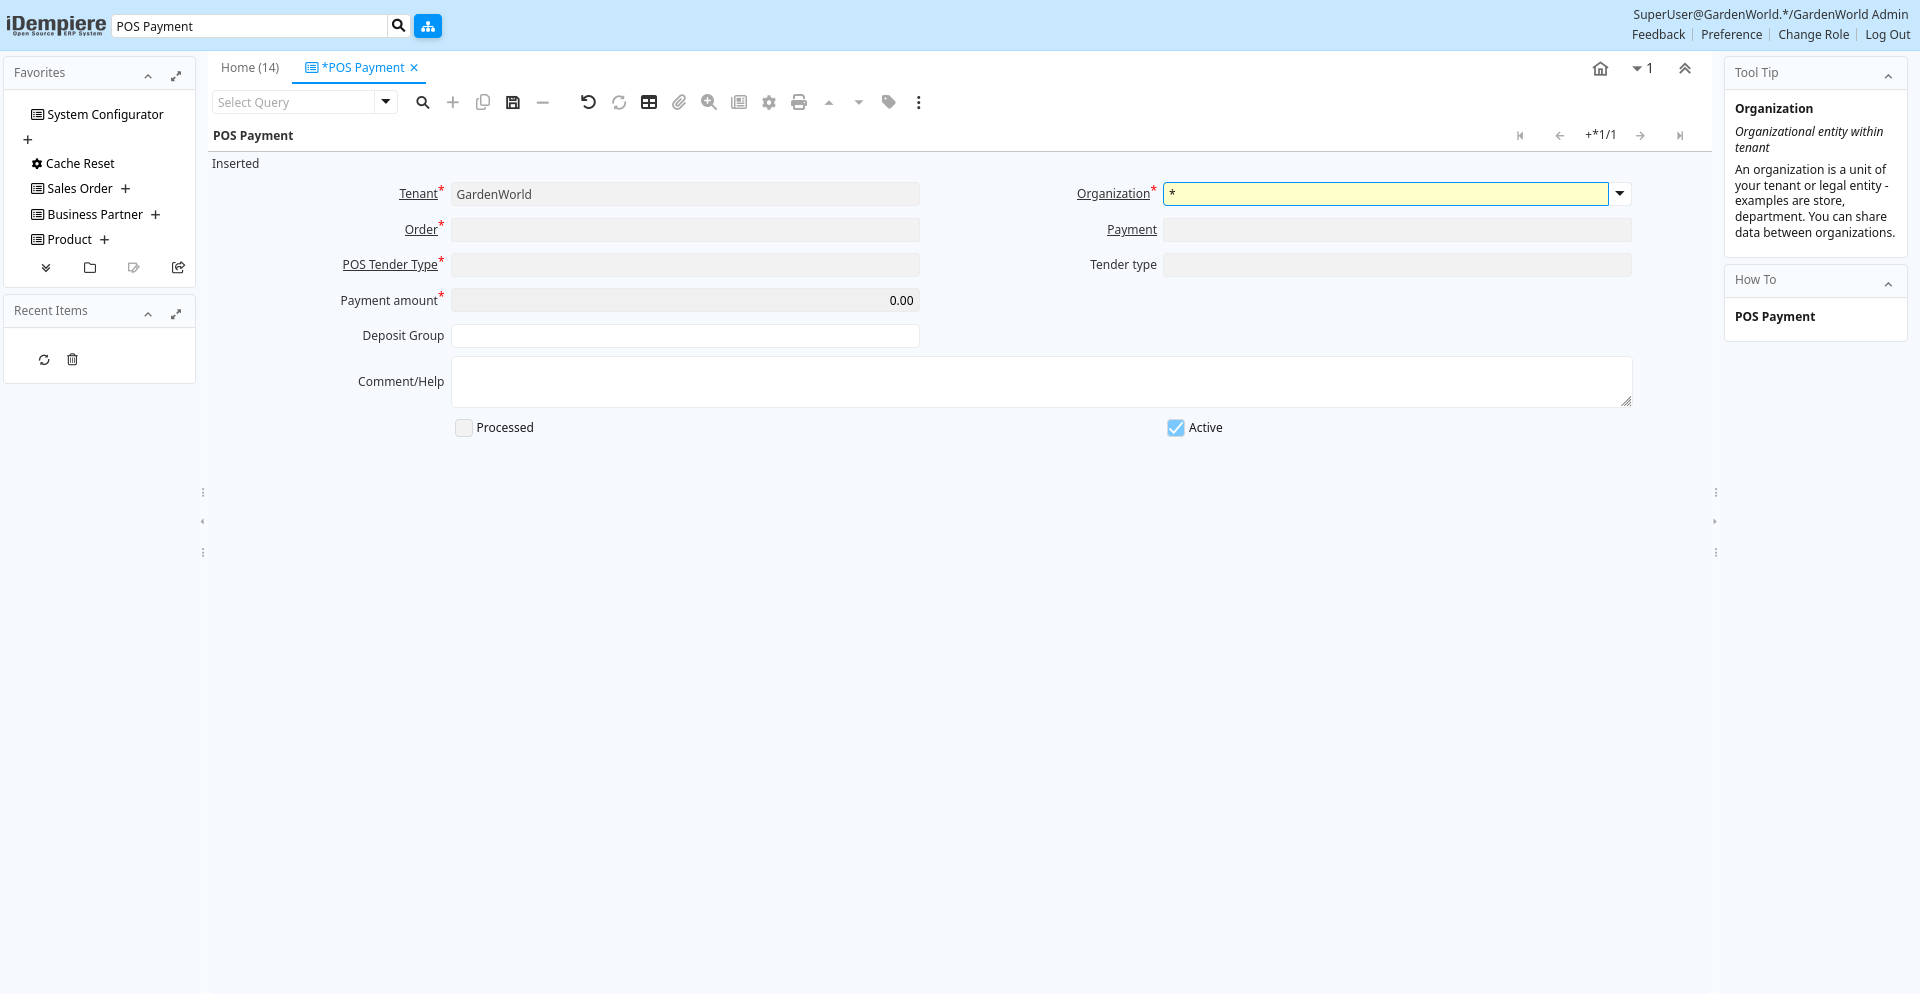 iDempiere
Open Source ERP System
POS Payment
SuperUser@GardenWorld.*/GardenWorld Admin
Feedback
Preference
Change Role
Log Out
Favorites
System Configurator
Cache Reset
Sales Order
Business Partner
Product
Recent Items
Home (14)
*POS Payment
1
Select Query
POS Payment
+*1/1
Inserted
Tenant*
GardenWorld
Organization*
*
Order*
Payment
POS Tender Type*
Tender type
Payment amount*
0.00
Deposit Group
Comment/Help
Processed
Active
Tool Tip
Organization
Organizational entity within
tenant
An organization is a unit of
your tenant or legal entity -
examples are store,
department. You can share
data between organizations.
How To
POS Payment